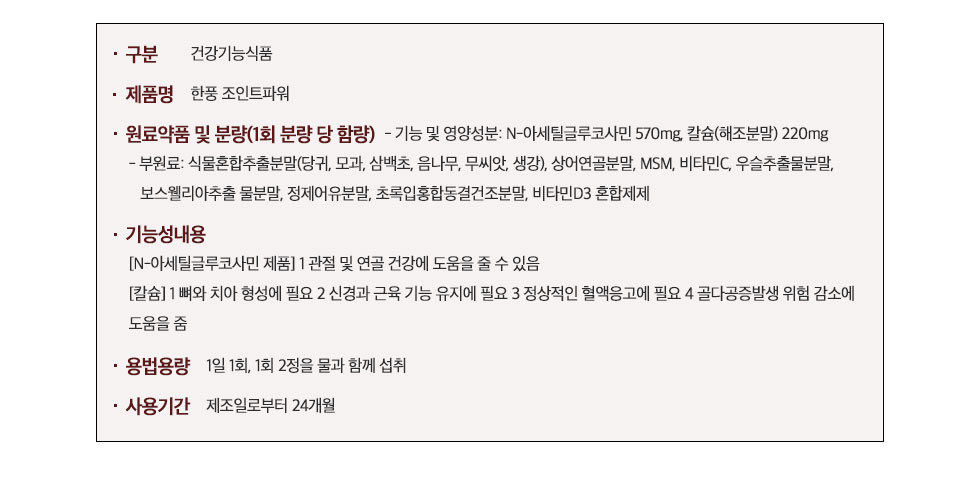 · 구분 건강기능식품
· 제품명 한풍 조인트파워
· 원료약품 및 분량(1회 분량 당 함량) - 기능 및 영양성분: N-아세틸글루코사민 570mg, 칼슘(해조분말) 220mg
- 부원료: 식물혼합추출분말(당귀, 모과, 삼백초, 음나무, 무씨앗, 생강), 상어연골분말, MSM, 비타민C, 우슬추출물분말,
보스웰리아추출 물분말, 정제어유분말, 초록입홍합동결건조분말, 비타민D3 혼합제제
· 기능성내용
[N-아세틸글루코사민 제품] 1 관절 및 연골 건강에 도움을 줄 수 있음
[칼슘] 1 뼈와 치아 형성에 필요 2 신경과 근육 기능 유지에 필요 3 정상적인 혈액응고에 필요 4 골다공증발생 위험 감소에
도움을 줌
· 용법용량 1일 1회, 1회 2정을 물과 함께 섭취
· 사용기간 제조일로부터 24개월